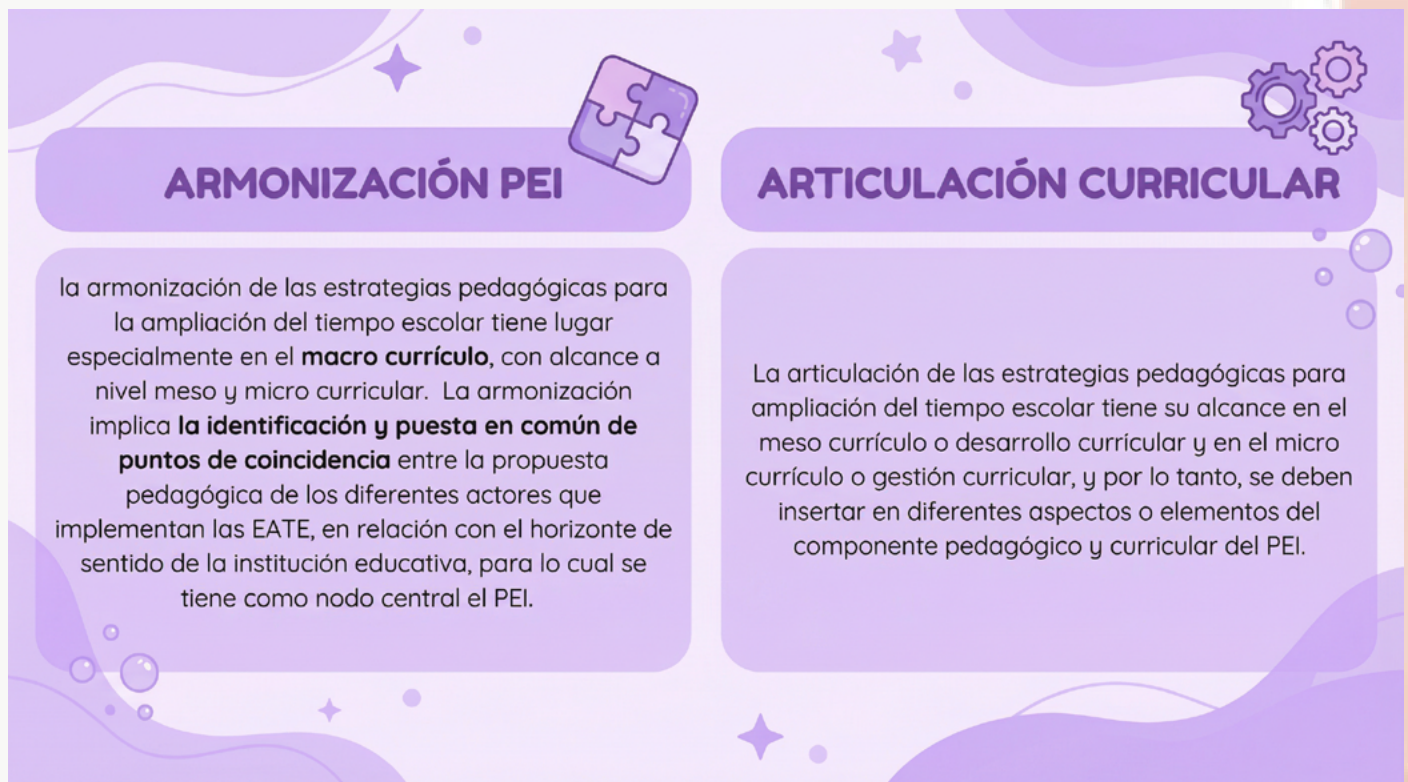 ARMONIZACIÓN PEI
la armonización de las estrategias pedagógicas para
la ampliación del tiempo escolar tiene lugar
especialmente en el macro currículo, con alcance a
nivel meso y micro curricular.  La armonización
implica la identificación y puesta en común de
puntos de coincidencia entre la propuesta
pedagógica de los diferentes actores que
implementan las EATE, en relación con el horizonte de
sentido de la institución educativa, para lo cual se
tiene como nodo central el PEI.
ARTICULACIÓN CURRICULAR
La articulación de las estrategias pedagógicas para
ampliación del tiempo escolar tiene su alcance en el
meso currículo o desarrollo curricular y en el micro
currículo o gestión curricular, y por lo tanto, se deben
insertar en diferentes aspectos o elementos del
componente pedagógico y curricular del PEI.